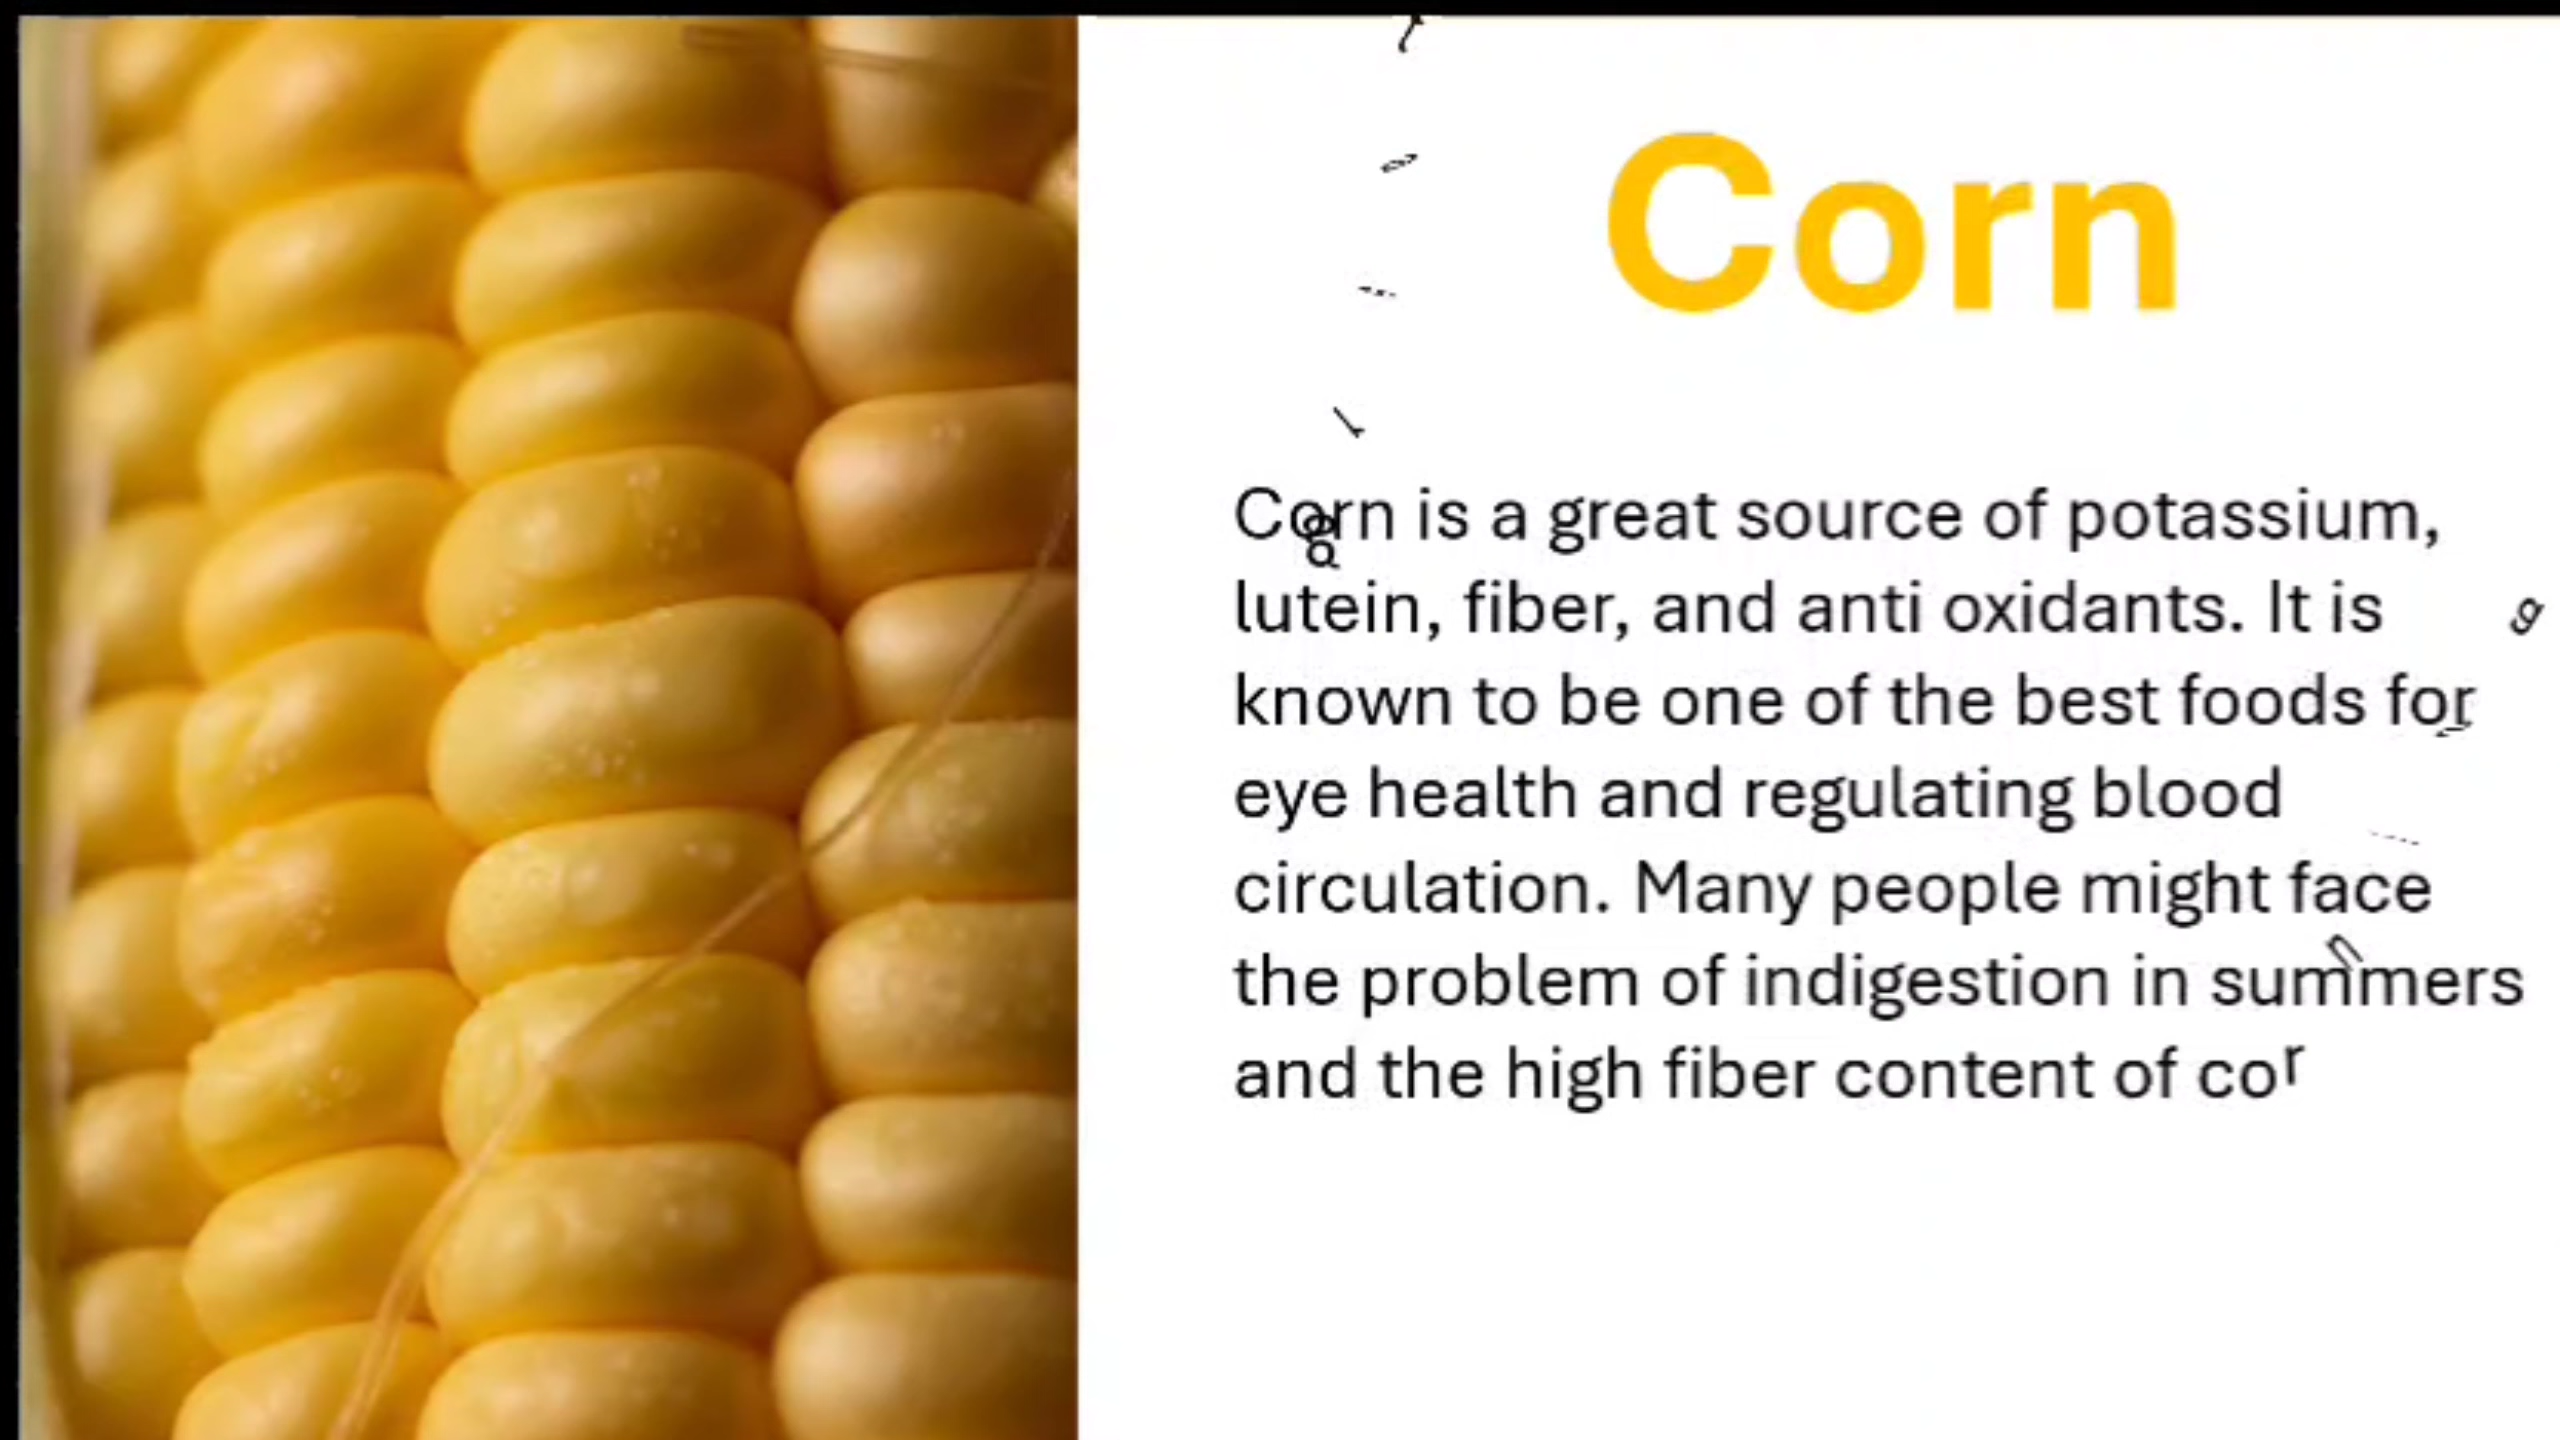 Corn
Corn is a great source of potassium,
lutein, fiber, and anti oxidants. It is
known to be one of the best foods for
eye health and regulating blood
circulation. Many people might face
the problem of indigestion in summers
and the high fiber content of cor